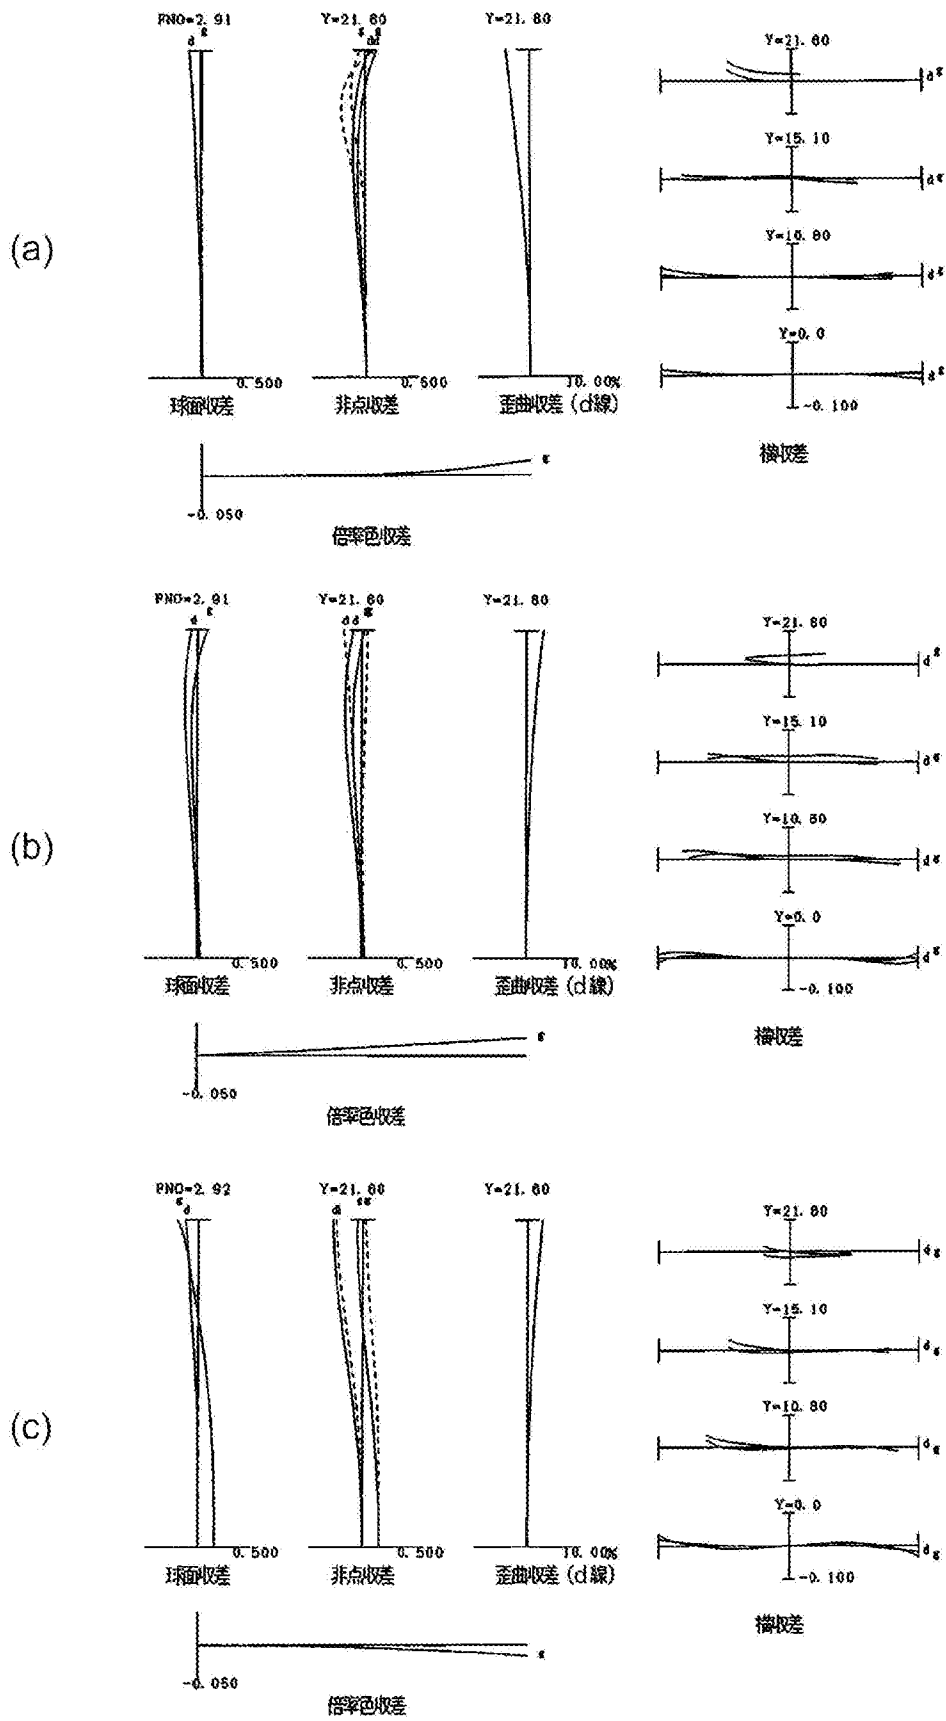 (a)
FNO=2.91
d g
Y=21.60
g g
d d
Y=21.60
0.500
球面収差
0.500
非点収差
10.00%
歪曲収差(d線)
g
-0.050
倍率色収差
Y=21.60
d g
Y=15.10
d g
Y=10.80
d g
Y=0.0
d g
-0.100
横収差
(b)
FNO=2.91
d g
Y=21.60
d d g g
Y=21.60
0.500
球面収差
0.500
非点収差
10.00%
歪曲収差(d線)
g
-0.050
倍率色収差
Y=21.60
d g
Y=15.10
d g
Y=10.80
d g
Y=0.0
d g
-0.100
横収差
(c)
FNO=2.92
g d
Y=21.60
d d g g
Y=21.60
0.500
球面収差
0.500
非点収差
10.00%
歪曲収差(d線)
g
-0.050
倍率色収差
Y=21.60
d g
Y=15.10
d g
Y=10.80
d g
Y=0.0
d g
-0.100
横収差